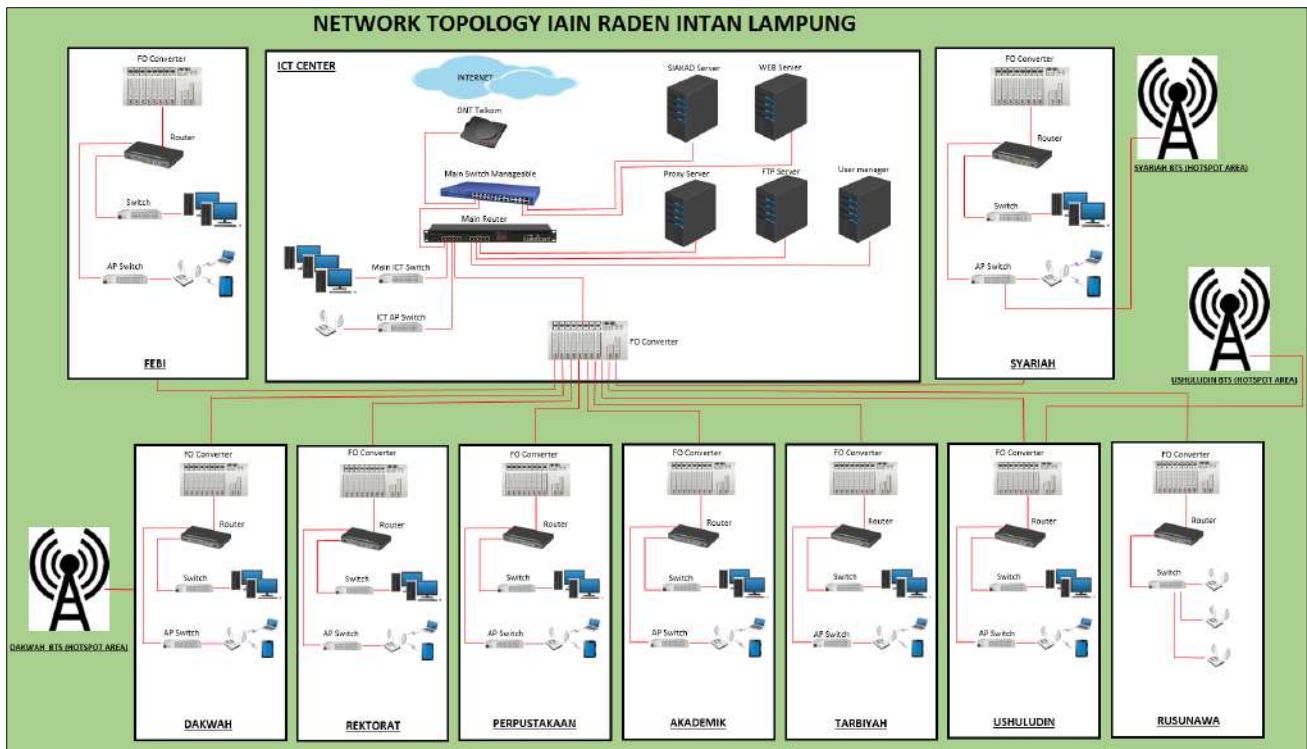 NETWORK TOPOLOGY IAIN RADEN INTAN LAMPUNG
FO Converter
Router
Switch
AP Switch
FEBI
ICT CENTER
INTERNET
ONT Telkom
Main Switch Manageable
Main Router
Main ICT Switch
ICT AP Switch
SIAKAD Server
WEB Server
Proxy Server
FTP Server
User manager
FO Converter
FO Converter
Router
Switch
AP Switch
SYARIAH
SYARIAH BTS (HOTSPOT AREA)
USHULUDIN BTS (HOTSPOT AREA)
DAKWAH BTS (HOTSPOT AREA)
FO Converter
Router
Switch
AP Switch
DAKWAH
FO Converter
Router
Switch
AP Switch
REKTORAT
FO Converter
Router
Switch
AP Switch
PERPUSTAKAAN
FO Converter
Router
Switch
AP Switch
AKADEMIK
FO Converter
Router
Switch
AP Switch
TARBIYAH
FO Converter
Router
Switch
AP Switch
USHULUDIN
FO Converter
Router
Switch
RUSUNAWA